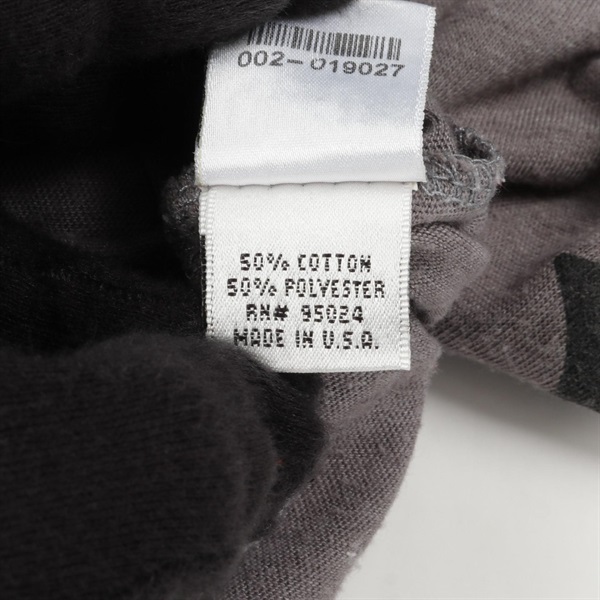 002-019027
50% COTTON
50% POLYESTER
RN# 95024
MADE IN U.S.A.